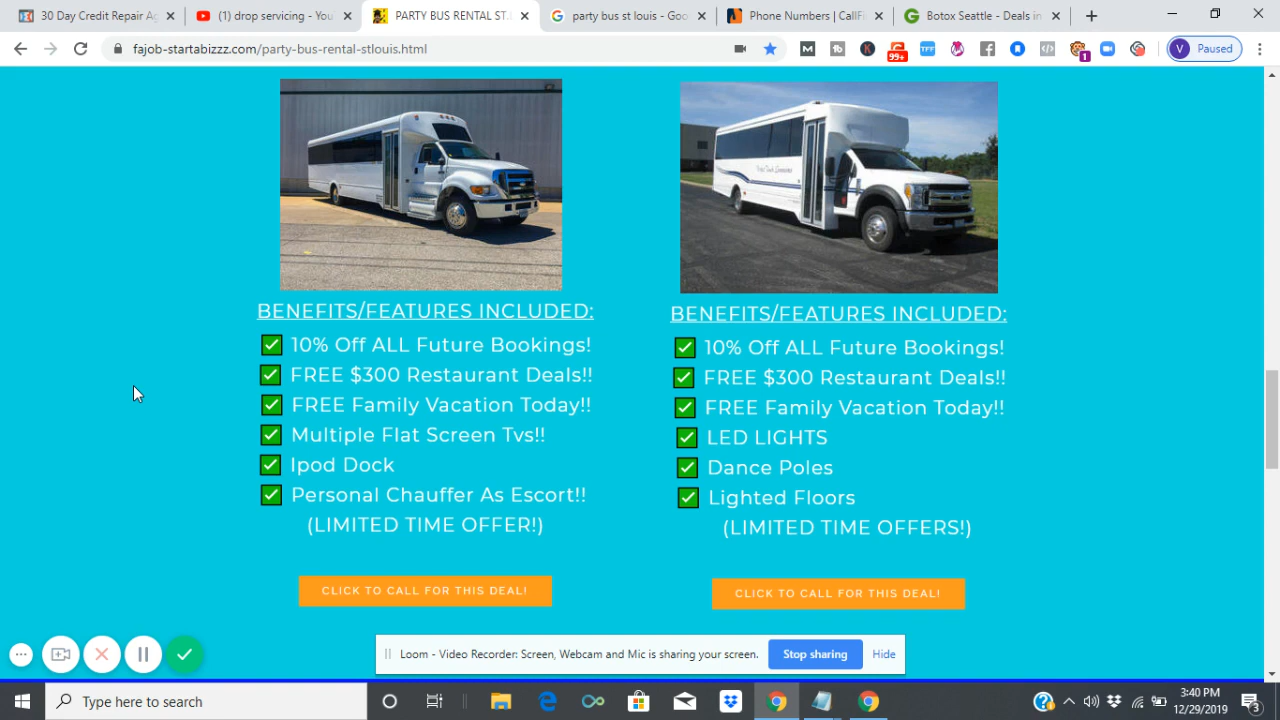 30 Day Credit Repair Ag
(1) drop servicing - You
PARTY BUS RENTAL ST.
party bus st louis - Goo
Phone Numbers | CallF
Botox Seattle - Deals in
fajob-startabizzz.com/party-bus-rental-stlouis.html
99+
TFF
1
V
Paused
BENEFITS/FEATURES INCLUDED:
10% Off ALL Future Bookings!
FREE $300 Restaurant Deals!!
FREE Family Vacation Today!!
Multiple Flat Screen Tvs!!
Ipod Dock
Personal Chauffer As Escort!!
(LIMITED TIME OFFER!)
CLICK TO CALL FOR THIS DEAL!
BENEFITS/FEATURES INCLUDED:
10% Off ALL Future Bookings!
FREE $300 Restaurant Deals!!
FREE Family Vacation Today!!
LED LIGHTS
Dance Poles
Lighted Floors
(LIMITED TIME OFFERS!)
CLICK TO CALL FOR THIS DEAL!
Loom - Video Recorder: Screen, Webcam and Mic is sharing your screen.
Stop sharing
Hide
Type here to search
3:40 PM
12/29/2019
3